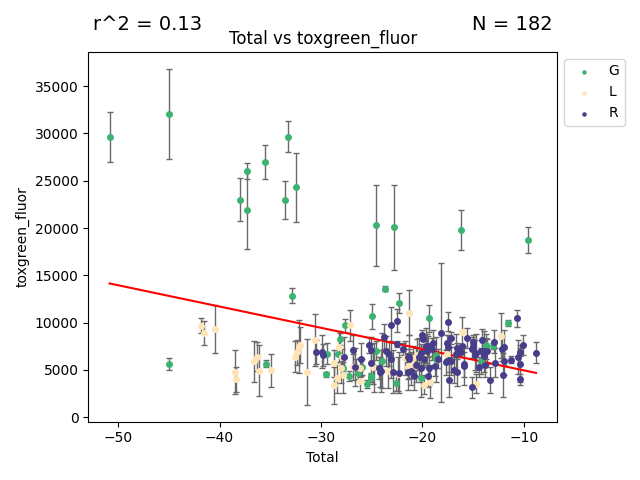 r^2 = 0.13 N = 182
Total vs toxgreen_fluor
G
L
R
35000
30000
25000
20000
15000
10000
5000
0
toxgreen_fluor
−50 −40 −30 −20 −10
Total